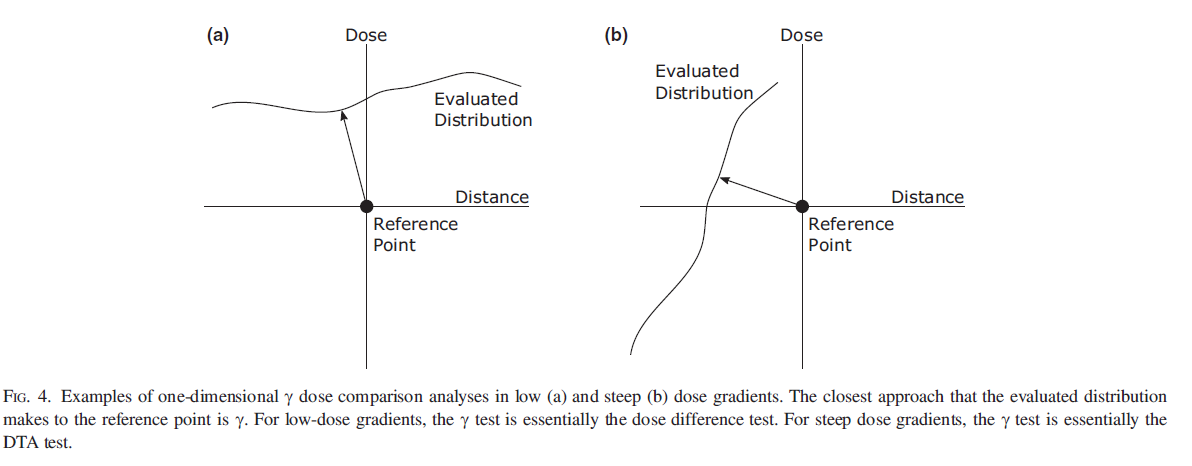 (a)
Dose
Evaluated
Distribution
Distance
Reference
Point
(b)
Dose
Evaluated
Distribution
Distance
Reference
Point
FIG. 4. Examples of one-dimensional γ dose comparison analyses in low (a) and steep (b) dose gradients. The closest approach that the evaluated distribution
makes to the reference point is γ. For low-dose gradients, the γ test is essentially the dose difference test. For steep dose gradients, the γ test is essentially the
DTA test.